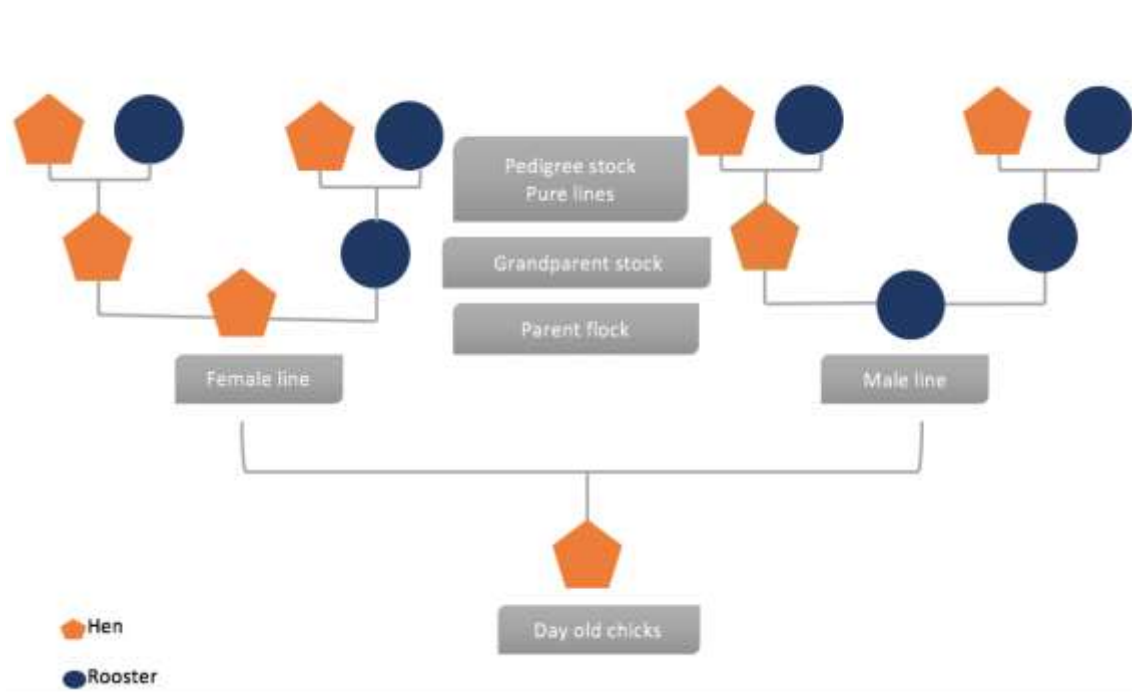 Pedigree stock
Pure lines
Grandparent stock
Parent flock
Female line
Male line
Day old chicks
Hen
Rooster